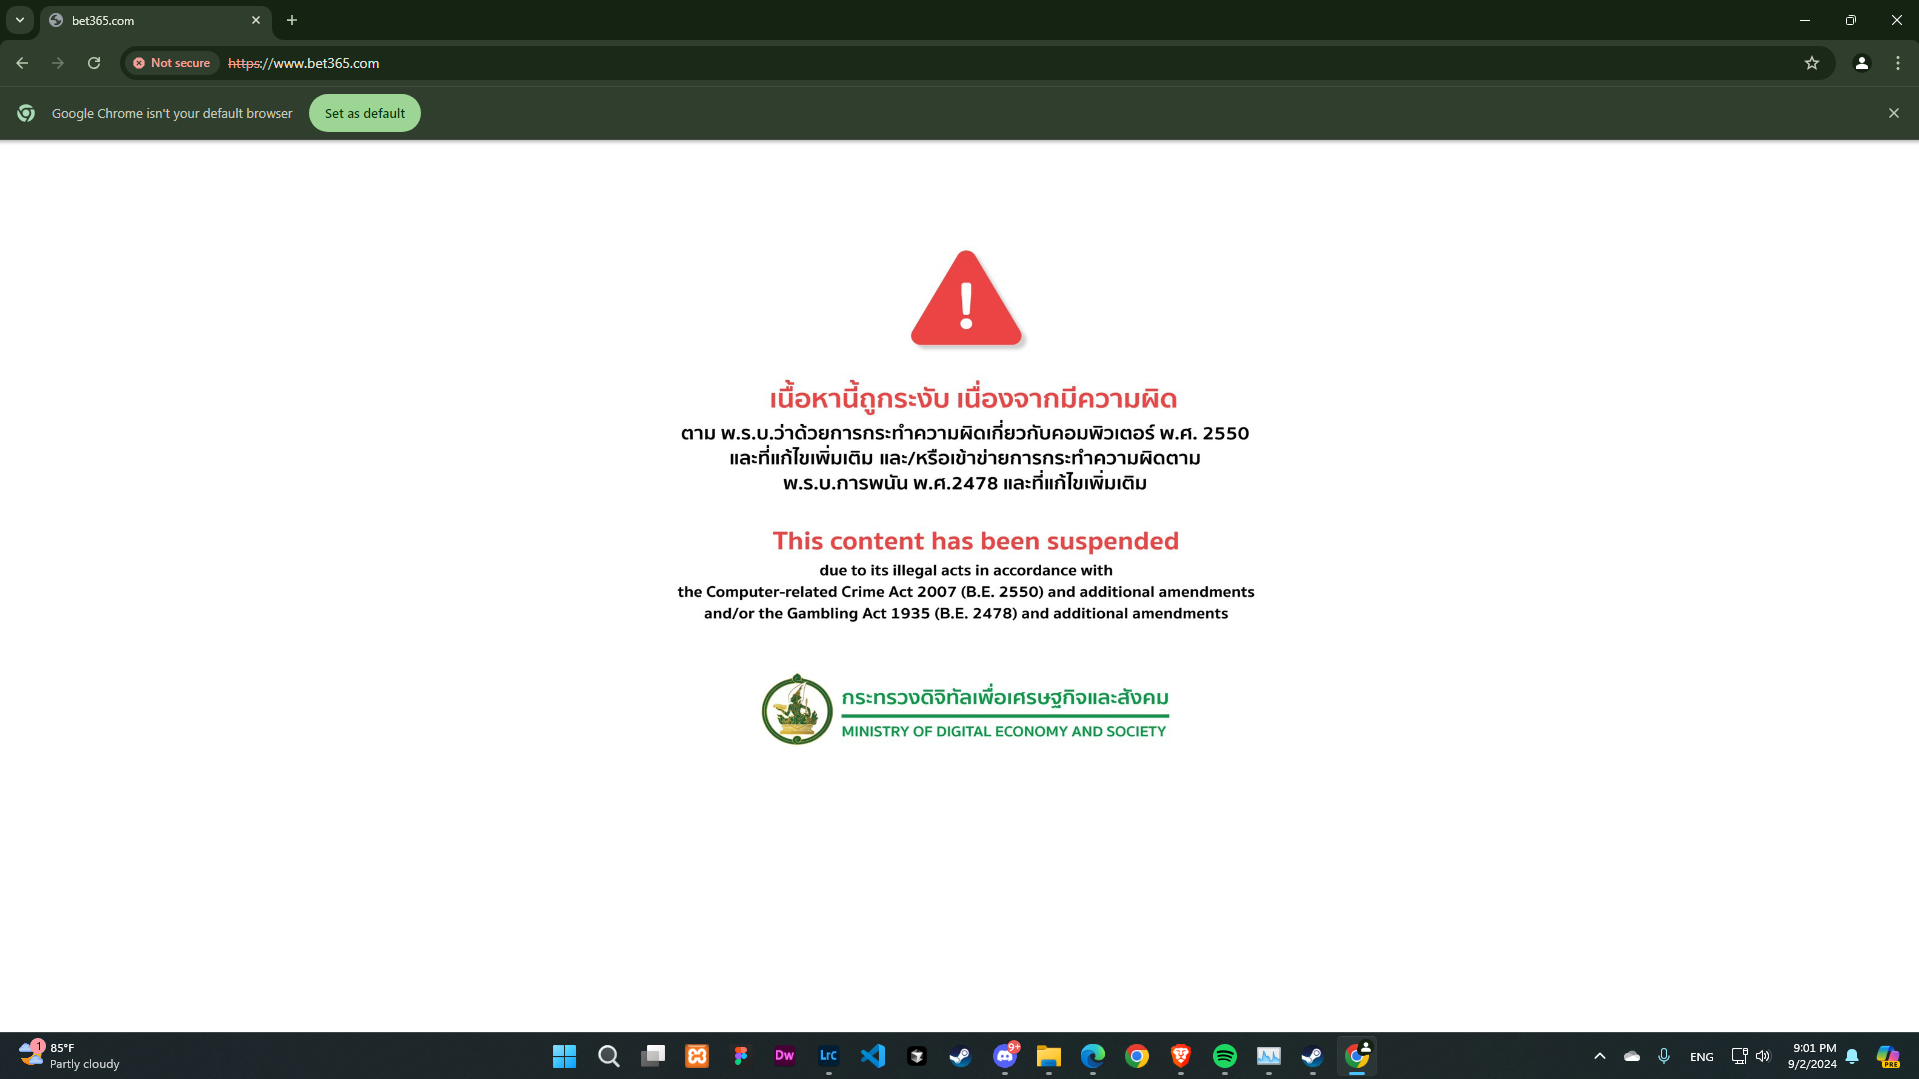 bet365.com
Not secure
https://www.bet365.com
Google Chrome isn't your default browser
Set as default
เนื้อหานี้ถูกระงับ เนื่องจากมีความผิด
ตาม พ.ร.บ.ว่าด้วยการกระทำความผิดเกี่ยวกับคอมพิวเตอร์ พ.ศ. 2550
และที่แก้ไขเพิ่มเติม และ/หรือเข้าข่ายการกระทำความผิดตาม
พ.ร.บ.การพนัน พ.ศ.2478 และที่แก้ไขเพิ่มเติม
This content has been suspended
due to its illegal acts in accordance with
the Computer-related Crime Act 2007 (B.E. 2550) and additional amendments
and/or the Gambling Act 1935 (B.E. 2478) and additional amendments
กระทรวงดิจิทัลเพื่อเศรษฐกิจและสังคม
MINISTRY OF DIGITAL ECONOMY AND SOCIETY
1
85°F
Partly cloudy
Dw
Lrc
9+
ENG
9:01 PM
9/2/2024
PRE